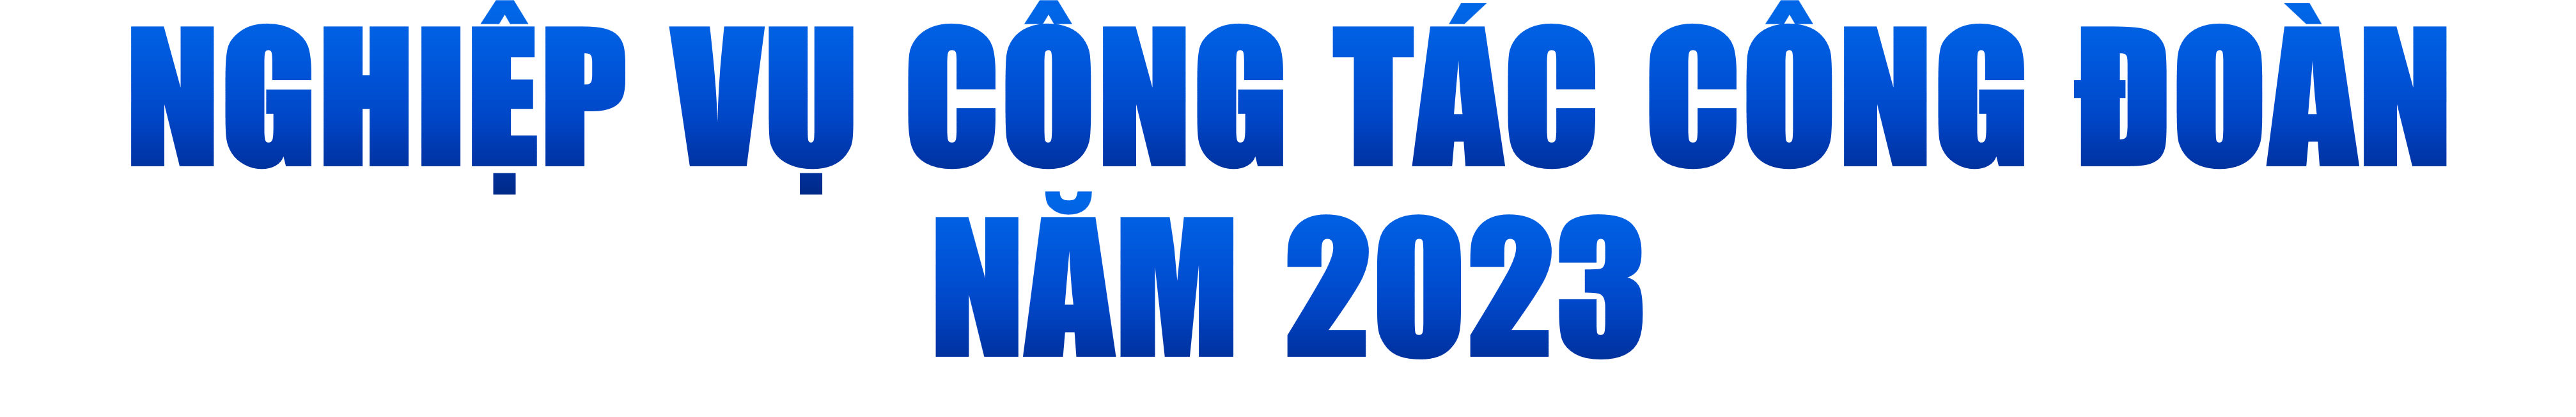 NGHIỆP VỤ CÔNG TÁC CÔNG ĐOÀN
NĂM 2023